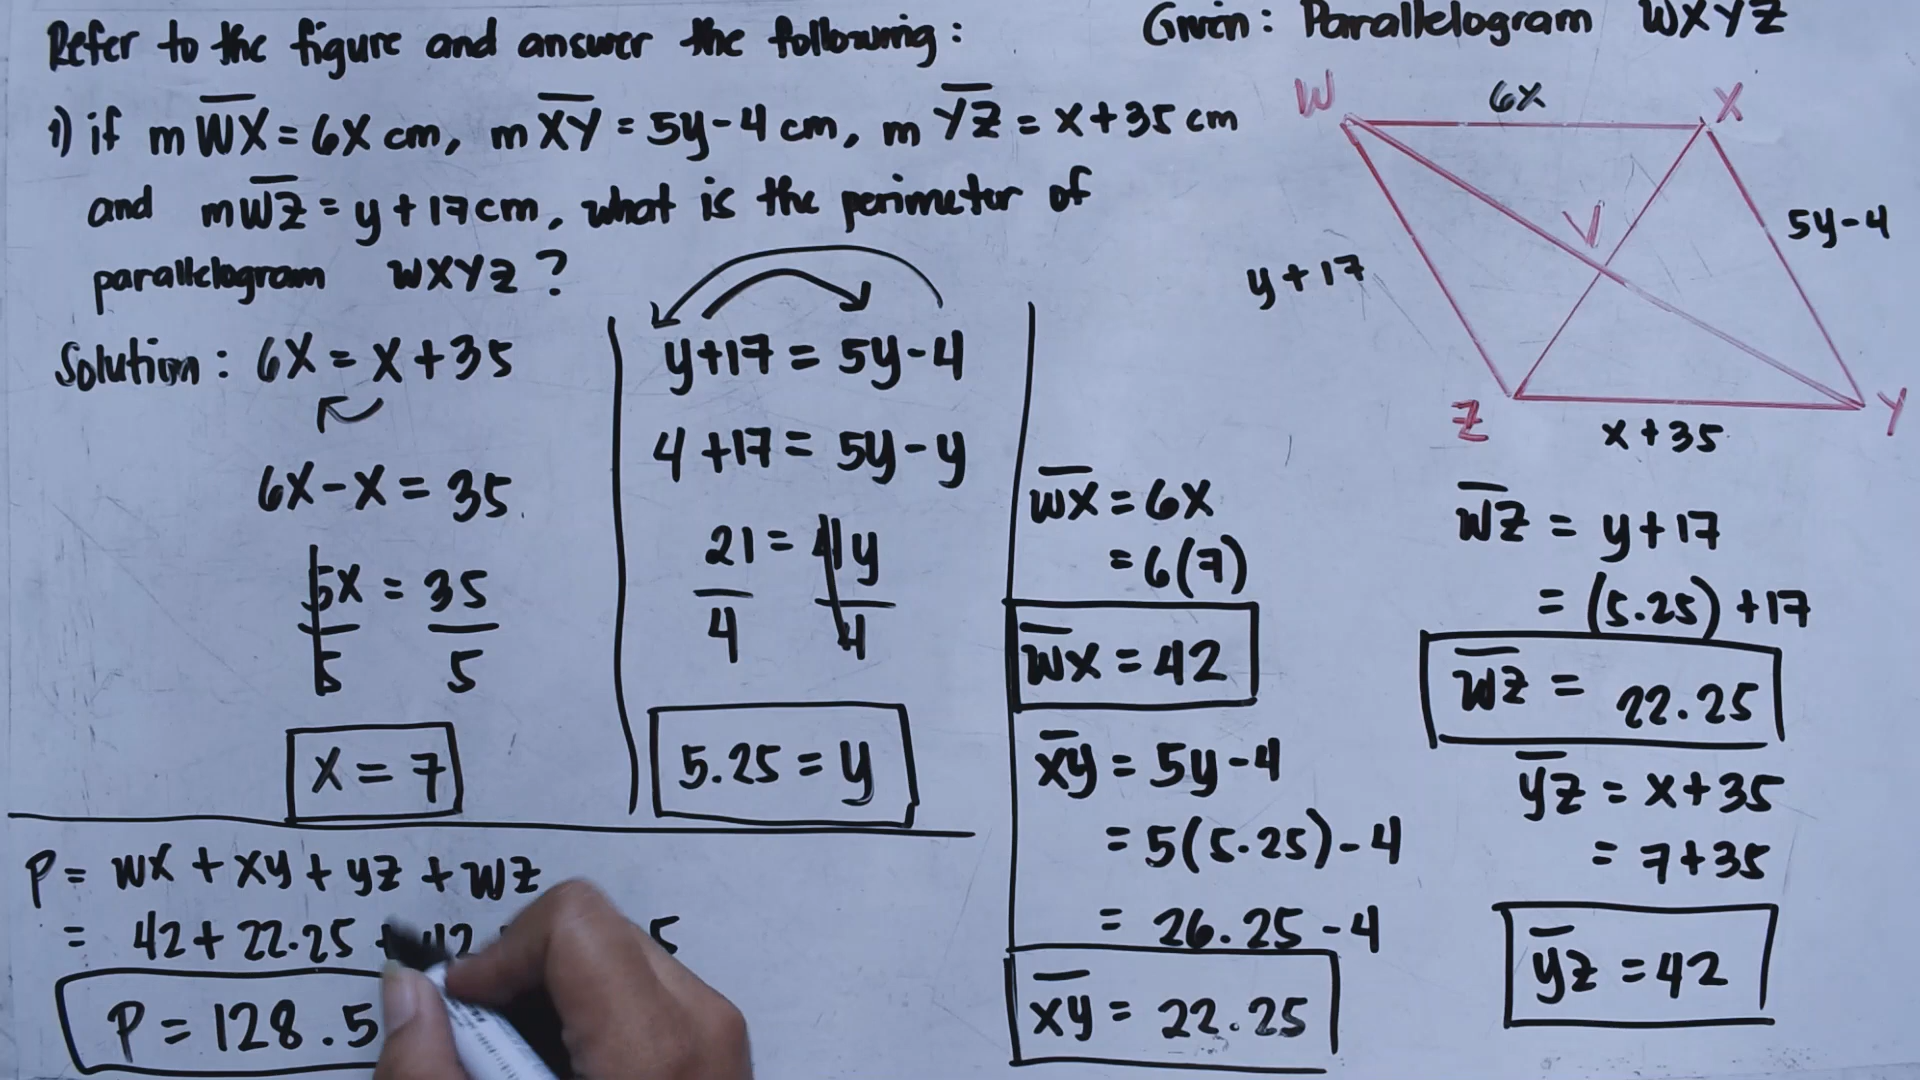 Refer to the figure and answer the following:
1) if m WX = 6x cm, m XY = 5y - 4 cm, m YZ = x + 35 cm
and m WZ = y + 17 cm, what is the perimeter of
parallelogram WXYZ?
Given: Parallelogram WXYZ
W
6x
X
V
5y - 4
y + 17
Z
Y
x + 35
Solution: 6x = x + 35
6x - x = 35
5x = 35
5 5
x = 7
y + 17 = 5y - 4
4 + 17 = 5y - y
21 = 4y
4 4
5.25 = y
WX = 6x
= 6(7)
WX = 42
XY = 5y - 4
= 5(5.25) - 4
= 26.25 - 4
XY = 22.25
WZ = y + 17
= (5.25) + 17
WZ = 22.25
YZ = x + 35
= 7 + 35
YZ = 42
P = WX + XY + YZ + WZ
= 42 + 22.25 + 42 5
P = 128.5